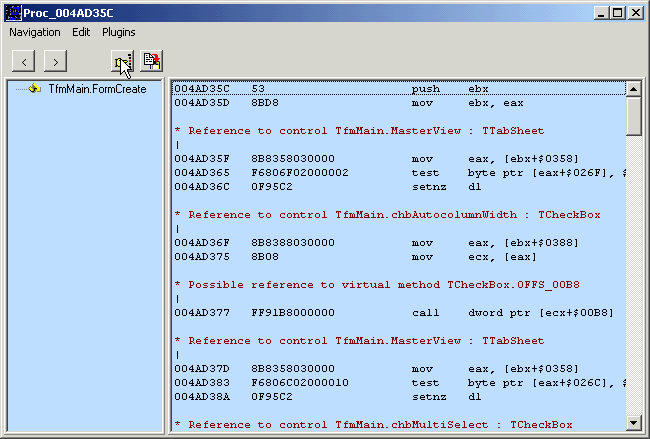 Proc_004AD35C
Navigation Edit Plugins
< >
TfmMain.FormCreate
004AD35C 53 push ebx
004AD35D 8BD8 mov ebx, eax
* Reference to control TfmMain.MasterView : TTabSheet
|
004AD35F 8B8358030000 mov eax, [ebx+$0358]
004AD365 F6806F02000002 test byte ptr [eax+$026F], $
004AD36C 0F95C2 setnz dl
* Reference to control TfmMain.chbAutocolumnWidth : TCheckBox
|
004AD36F 8B8388030000 mov eax, [ebx+$0388]
004AD375 8B08 mov ecx, [eax]
* Possible reference to virtual method TCheckBox.OFFS_00B8
|
004AD377 FF91B8000000 call dword ptr [ecx+$00B8]
* Reference to control TfmMain.MasterView : TTabSheet
|
004AD37D 8B8358030000 mov eax, [ebx+$0358]
004AD383 F6806C02000010 test byte ptr [eax+$026C], $
004AD38A 0F95C2 setnz dl
* Reference to control TfmMain.chbMultiSelect : TCheckBox